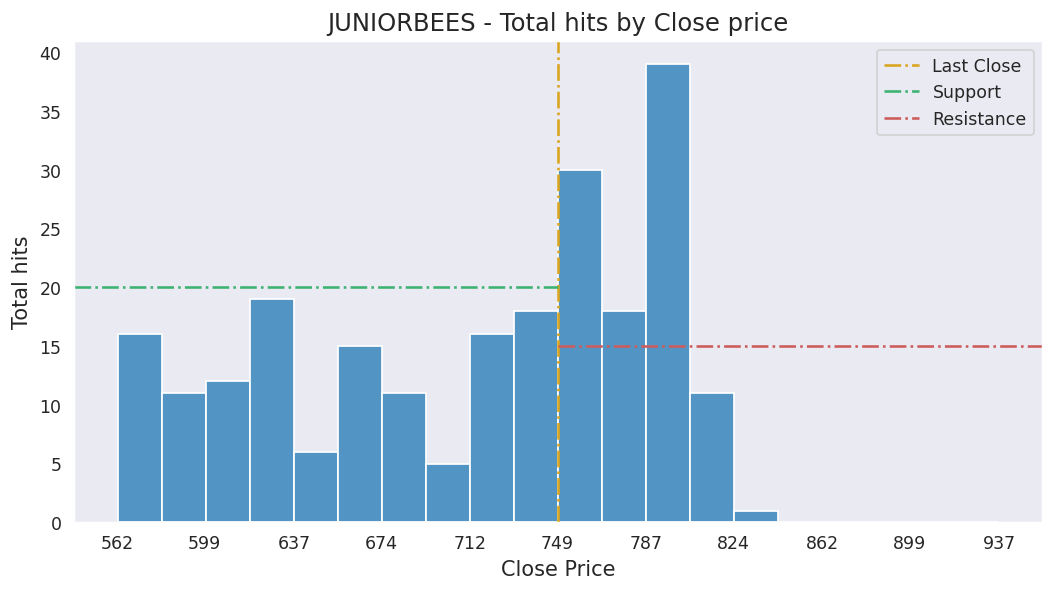 JUNIORBEES - Total hits by Close price
Last Close
Support
Resistance
Total hits
40
35
30
25
20
15
10
5
0
562 599 637 674 712 749 787 824 862 899 937
Close Price